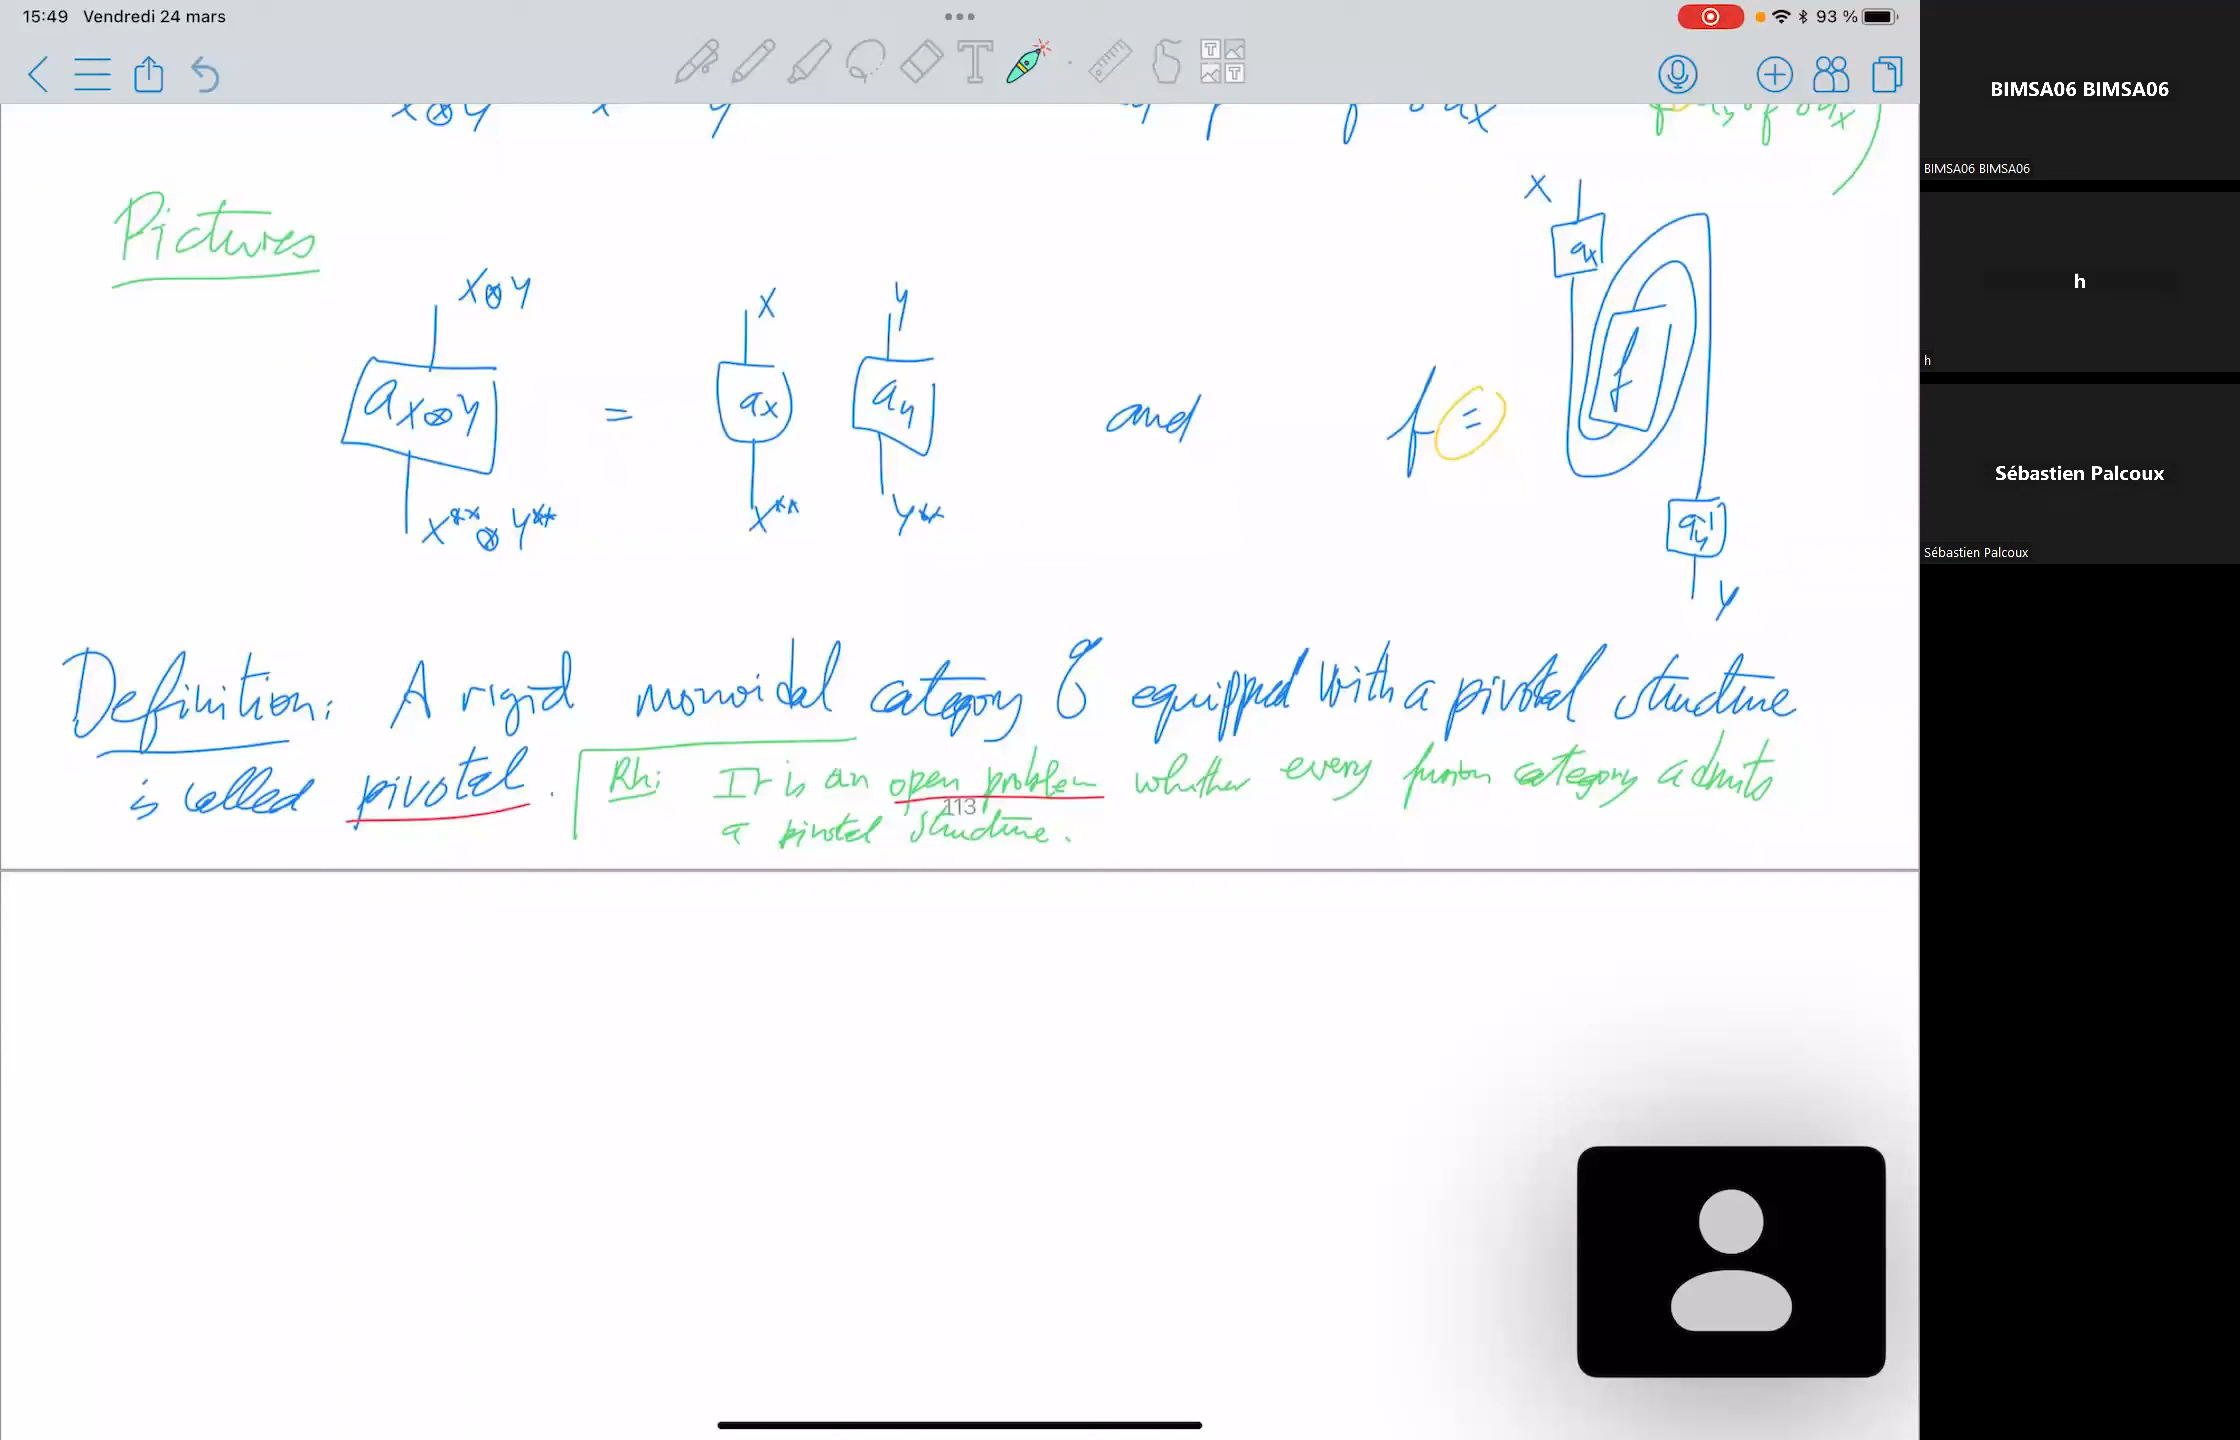 15:49 Vendredi 24 mars
93 %
X⊗Y X Y
Pictures
X⊗Y
a_X⊗Y
X**⊗Y**
=
X
a_X
X**
Y
a_Y
Y**
and
f =
X
a_X
f
a_Y^-1
Y
Definition: A rigid monoidal category C equipped with a pivotal structure
is called pivotal.
Rk: It is an open problem whether every fusion category admits
a pivotal structure.
113
BIMSA06 BIMSA06
BIMSA06 BIMSA06
h
h
Sébastien Palcoux
Sébastien Palcoux